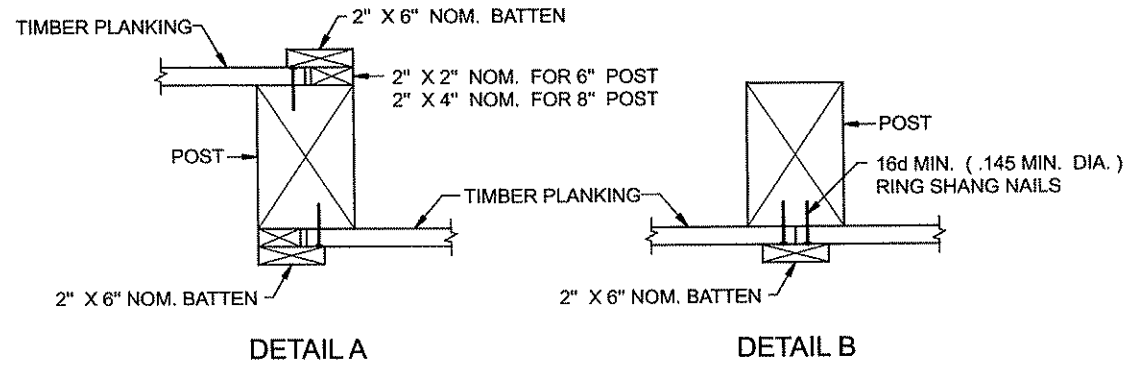 2" X 6" NOM. BATTEN
TIMBER PLANKING
2" X 2" NOM. FOR 6" POST
2" X 4" NOM. FOR 8" POST
POST
TIMBER PLANKING
2" X 6" NOM. BATTEN
DETAIL A
POST
16d MIN. ( .145 MIN. DIA. )
RING SHANG NAILS
2" X 6" NOM. BATTEN
DETAIL B